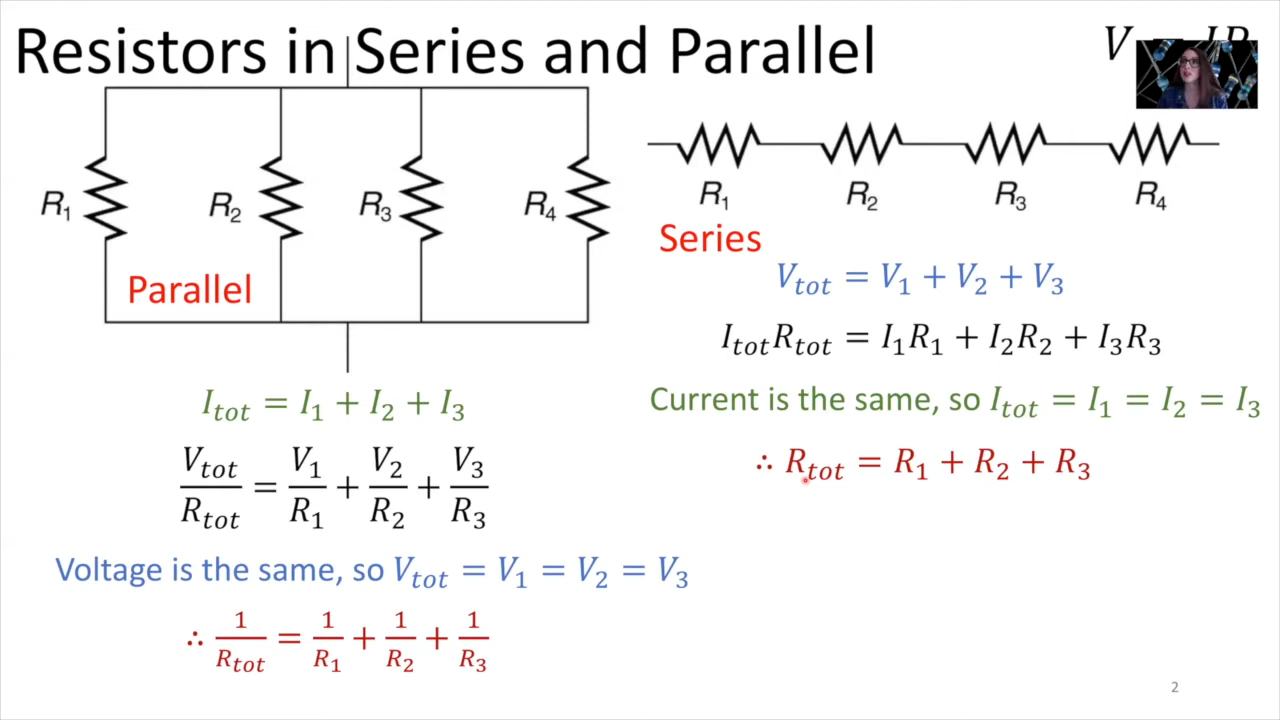 Resistors in Series and Parallel
R₁ R₂ R₃ R₄
Parallel
I_tot = I₁ + I₂ + I₃
V_tot/R_tot = V₁/R₁ + V₂/R₂ + V₃/R₃
Voltage is the same, so V_tot = V₁ = V₂ = V₃
∴ 1/R_tot = 1/R₁ + 1/R₂ + 1/R₃
R₁ R₂ R₃ R₄
Series
V_tot = V₁ + V₂ + V₃
I_tot R_tot = I₁R₁ + I₂R₂ + I₃R₃
Current is the same, so I_tot = I₁ = I₂ = I₃
∴ R_tot = R₁ + R₂ + R₃
2